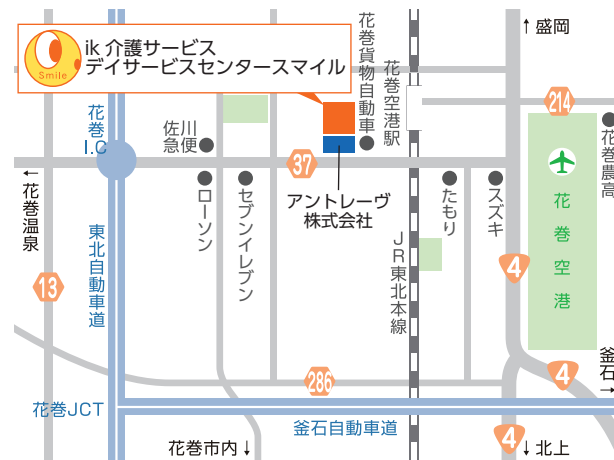 ↑盛岡
Smile
ik 介護サービス
デイサービスセンタースマイル
花巻貨物自動車
花巻空港駅
214
花巻
I.C
佐川
急便
37
花巻農高
←花巻温泉
ローソン
セブンイレブン
アントレーヴ
株式会社
たもり
スズキ
花巻空港
東北自動車道
JR東北本線
13
4
釜石→
286
4
花巻JCT
釜石自動車道
花巻市内↓
4
↓北上